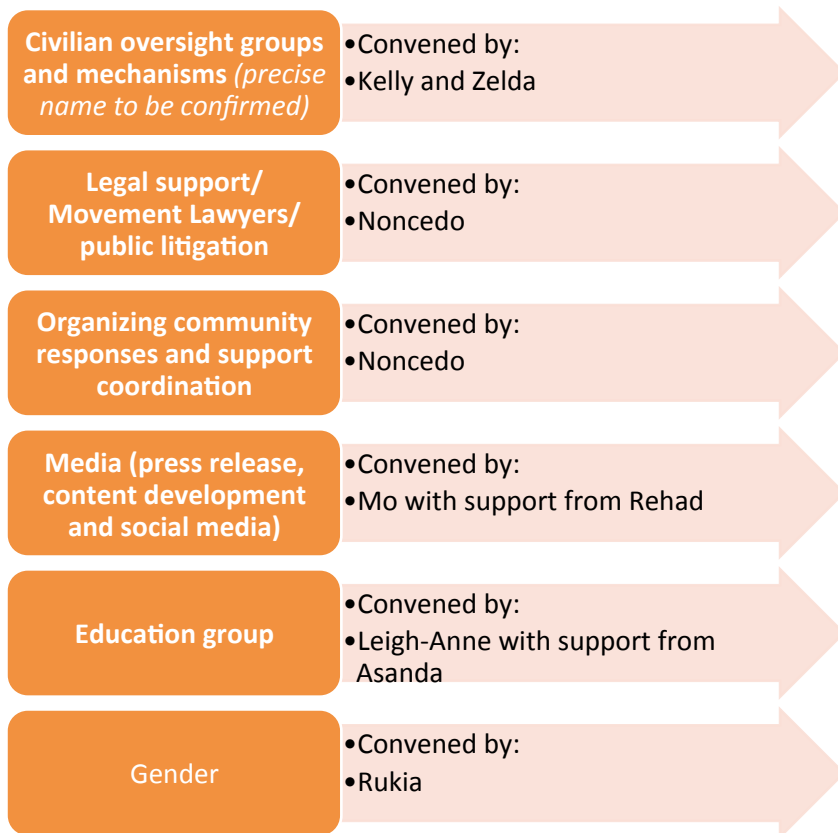 Civilian oversight groups
and mechanisms (precise
name to be confirmed)
•Convened by:
•Kelly and Zelda
Legal support/
Movement Lawyers/
public litigation
•Convened by:
•Noncedo
Organizing community
responses and support
coordination
•Convened by:
•Noncedo
Media (press release,
content development
and social media)
•Convened by:
•Mo with support from Rehad
Education group
•Convened by:
•Leigh-Anne with support from
Asanda
Gender
•Convened by:
•Rukia